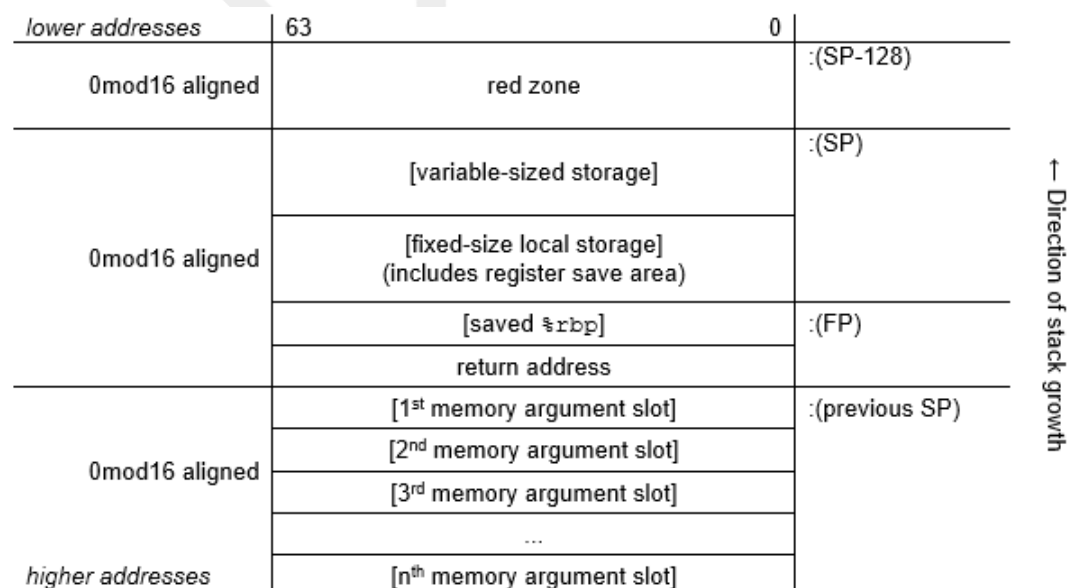 lower addresses 63 0
:(SP-128)
0mod16 aligned red zone
:(SP)
[variable-sized storage]
0mod16 aligned [fixed-size local storage]
(includes register save area)
[saved %rbp] :(FP)
return address
[1st memory argument slot] :(previous SP)
[2nd memory argument slot]
0mod16 aligned [3rd memory argument slot]
...
higher addresses [nth memory argument slot]
← Direction of stack growth